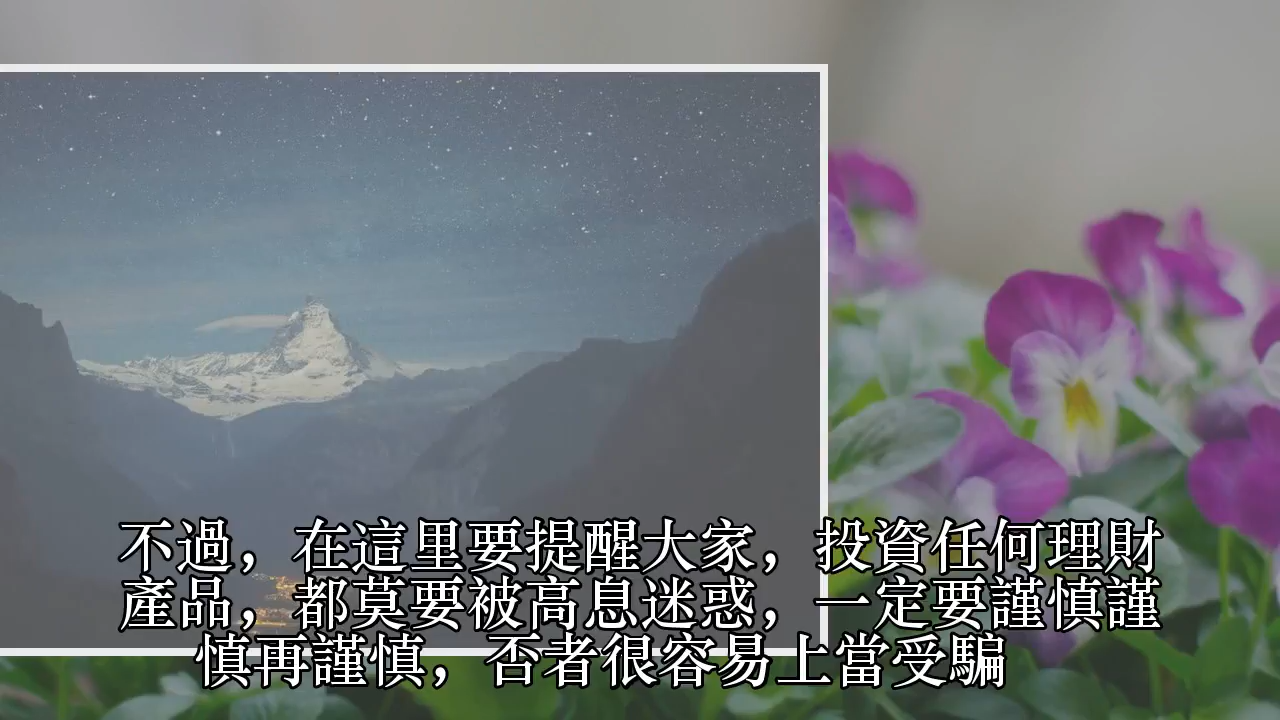 不過，在這里要提醒大家，投資任何理財
產品，都莫要被高息迷惑，一定要謹慎謹
慎再謹慎，否者很容易上當受騙